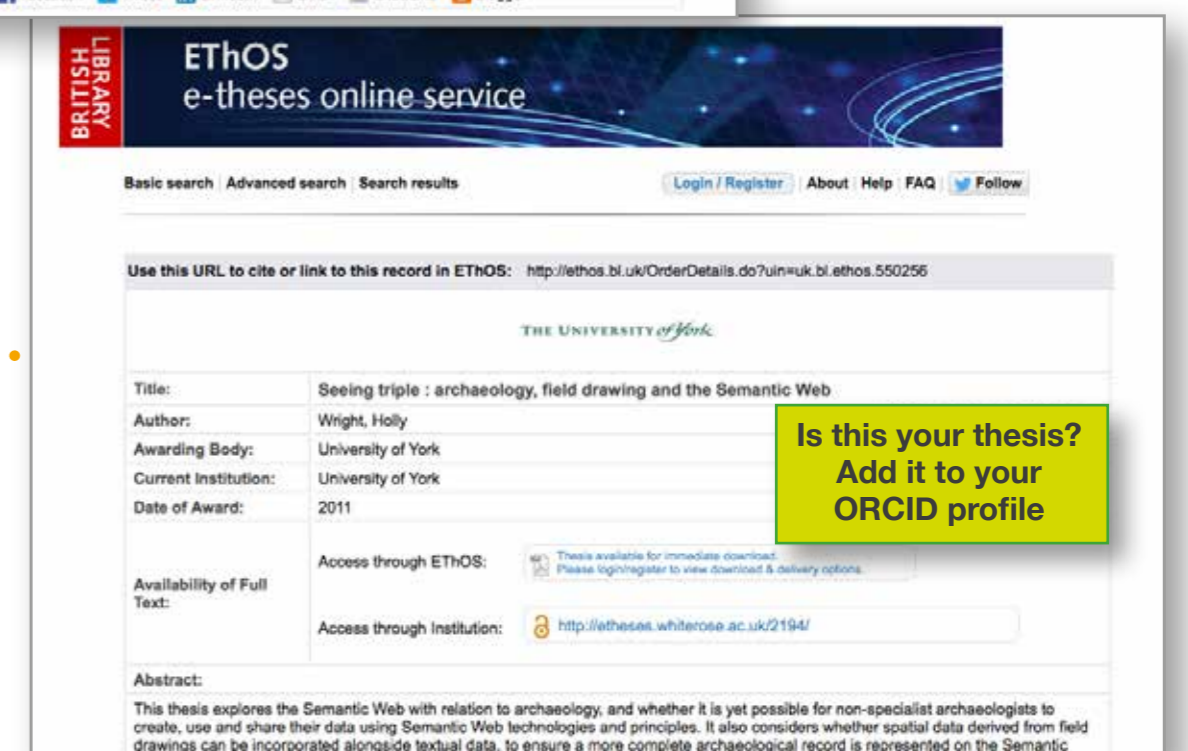 BRITISH
LIBRARY
EThOS
e-theses online service
Basic search Advanced search Search results Login / Register About Help FAQ Follow
Use this URL to cite or link to this record in EThOS: http://ethos.bl.uk/OrderDetails.do?uin=uk.bl.ethos.550256
THE UNIVERSITY of York
Title: Seeing triple : archaeology, field drawing and the Semantic Web
Author: Wright, Holly
Awarding Body: University of York
Current Institution: University of York
Date of Award: 2011
Is this your thesis?
Add it to your
ORCID profile
Availability of Full
Text:
Access through EThOS: Thesis available for immediate download.
Please login/register to view download & delivery options.
Access through Institution: http://etheses.whiterose.ac.uk/2194/
Abstract:
This thesis explores the Semantic Web with relation to archaeology, and whether it is yet possible for non-specialist archaeologists to
create, use and share their data using Semantic Web technologies and principles. It also considers whether spatial data derived from field
drawings can be incorporated alongside textual data, to ensure a more complete archaeological record is represented on the Semantic